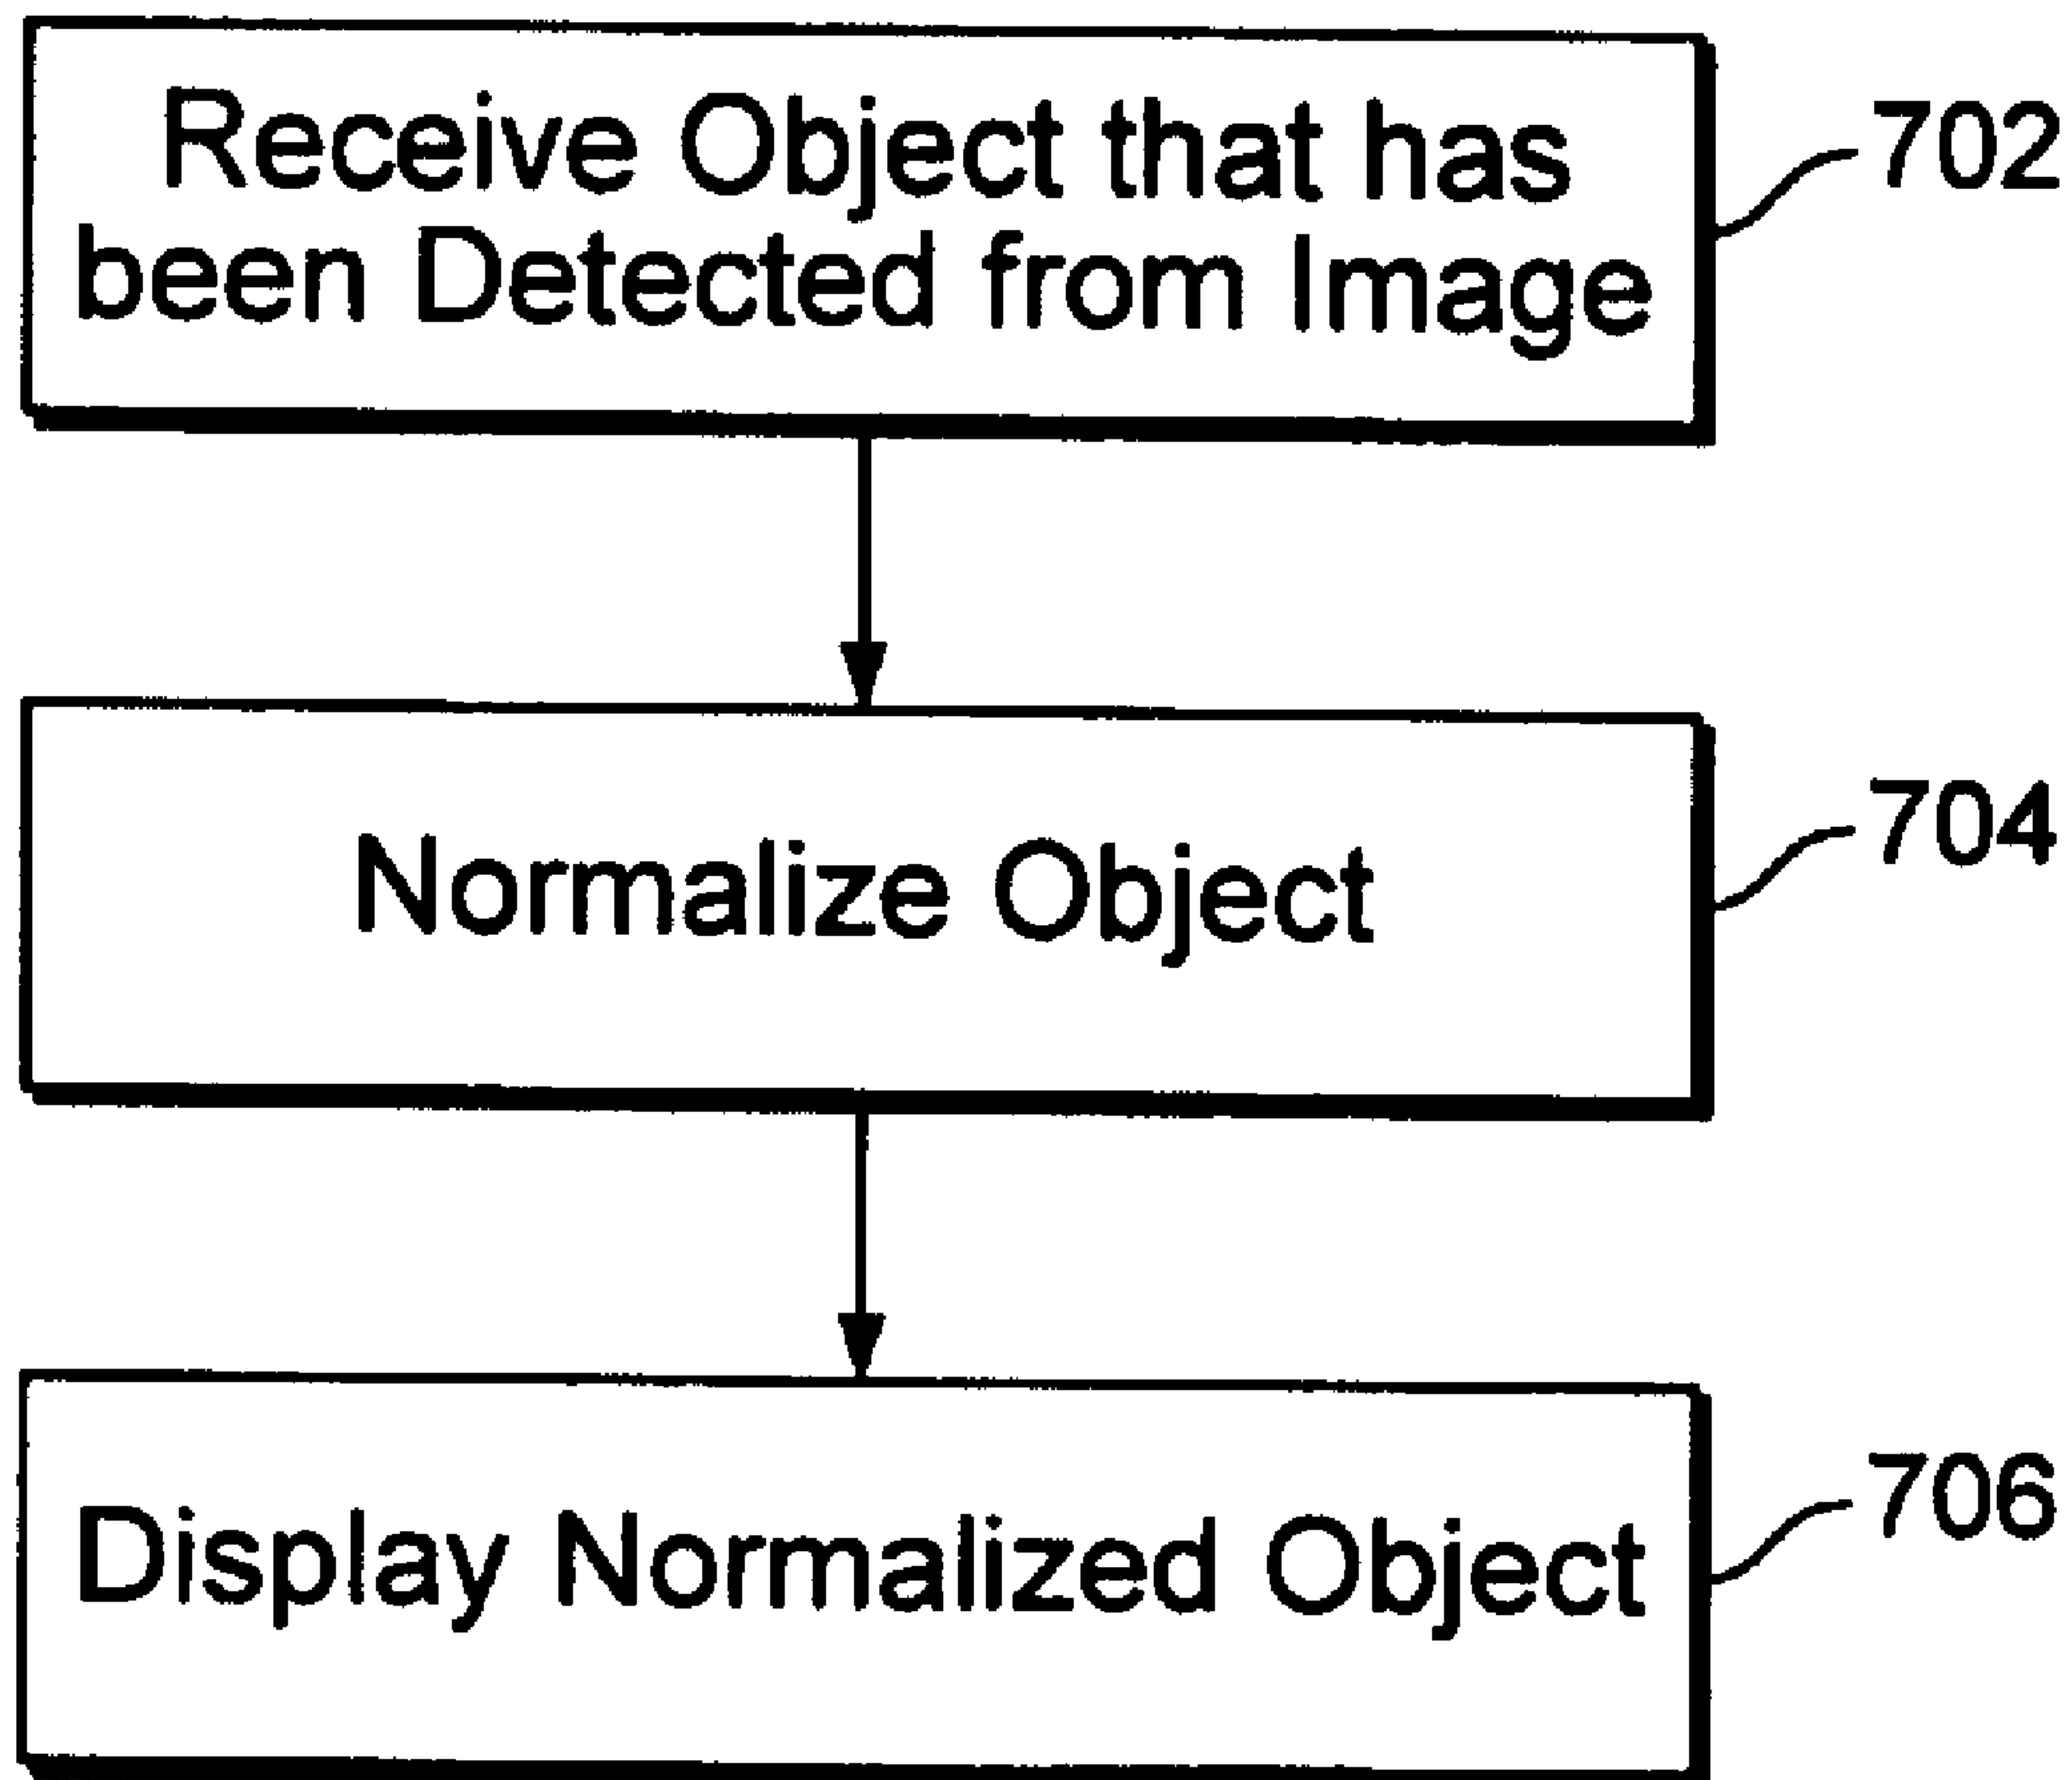 Receive Object that has
been Detected from Image
702
Normalize Object
704
Display Normalized Object
706